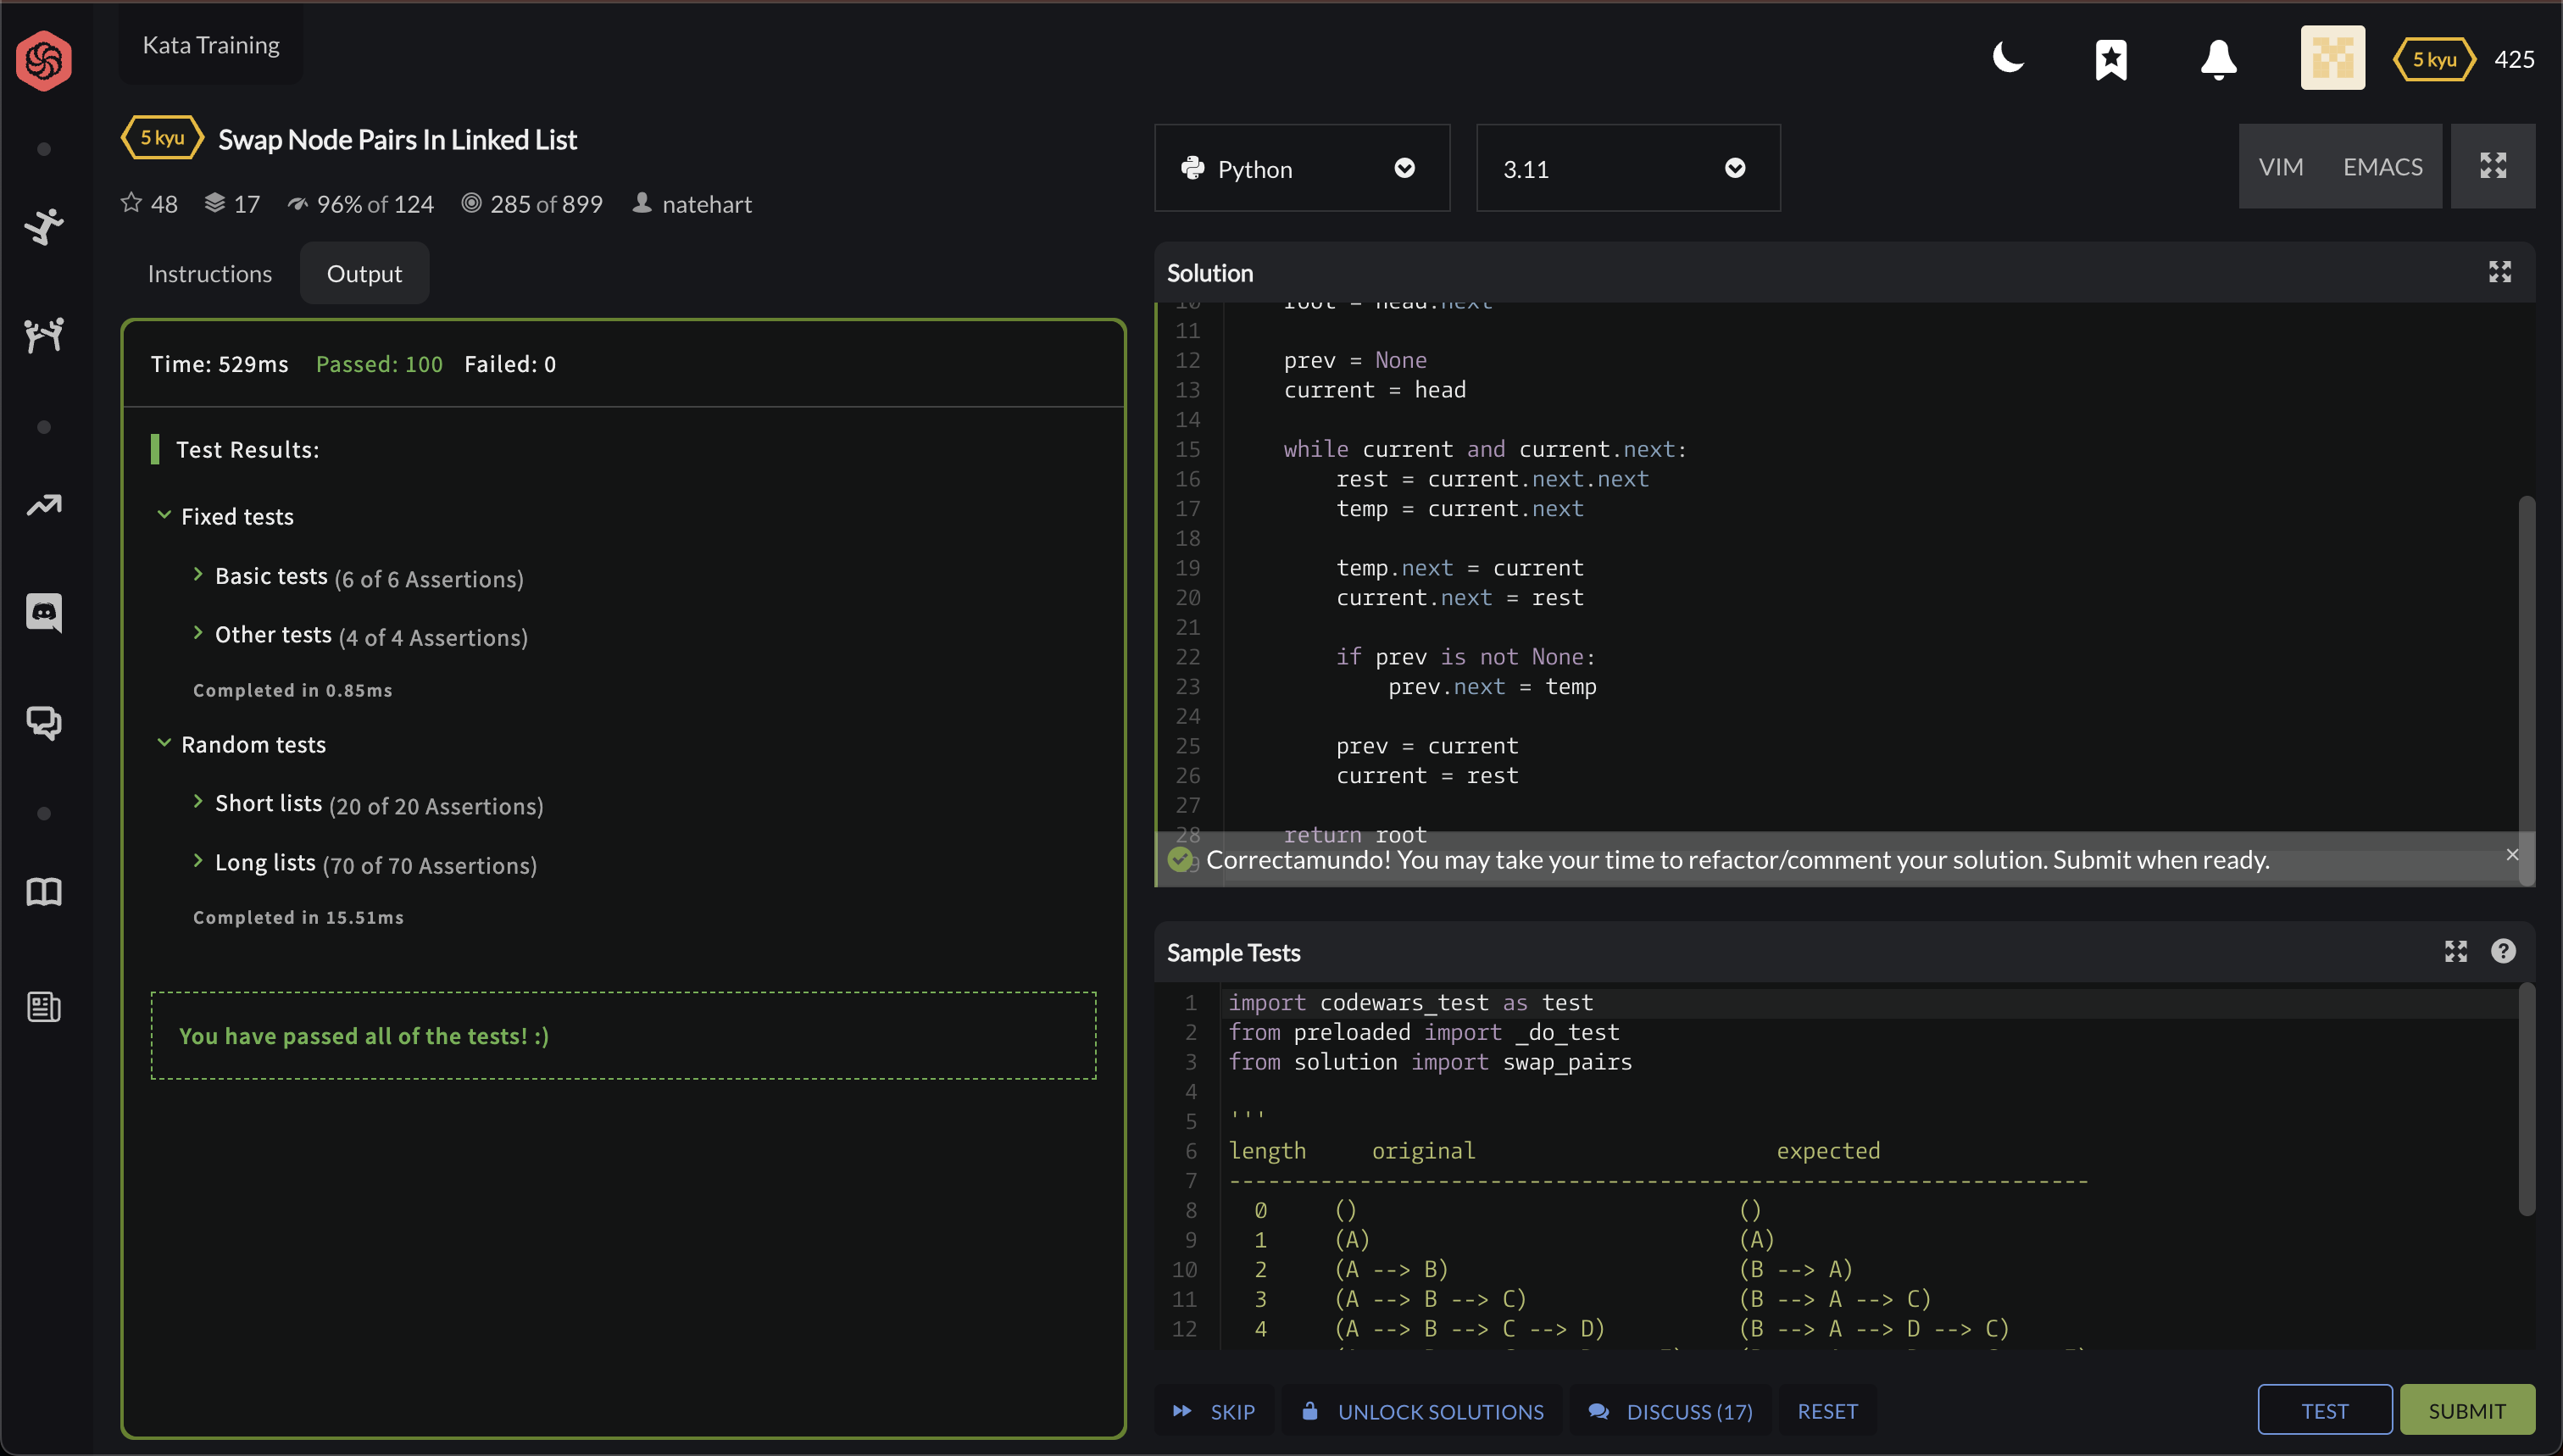 Kata Training
5 kyu 425
5 kyu Swap Node Pairs In Linked List
48 17 96% of 124 285 of 899 natehart
Instructions Output
Time: 529ms Passed: 100 Failed: 0
Test Results:
Fixed tests
Basic tests (6 of 6 Assertions)
Other tests (4 of 4 Assertions)
Completed in 0.85ms
Random tests
Short lists (20 of 20 Assertions)
Long lists (70 of 70 Assertions)
Completed in 15.51ms
You have passed all of the tests! :)
Python 3.11 VIM EMACS
Solution
10 root = head.next
11
12 prev = None
13 current = head
14
15 while current and current.next:
16 rest = current.next.next
17 temp = current.next
18
19 temp.next = current
20 current.next = rest
21
22 if prev is not None:
23 prev.next = temp
24
25 prev = current
26 current = rest
27
28 return root
Correctamundo! You may take your time to refactor/comment your solution. Submit when ready.
Sample Tests
1 import codewars_test as test
2 from preloaded import _do_test
3 from solution import swap_pairs
4
5 '''
6 length original expected
7 ------------------------------------------------------------------
8 0 () ()
9 1 (A) (A)
10 2 (A --> B) (B --> A)
11 3 (A --> B --> C) (B --> A --> C)
12 4 (A --> B --> C --> D) (B --> A --> D --> C)
SKIP UNLOCK SOLUTIONS DISCUSS (17) RESET TEST SUBMIT